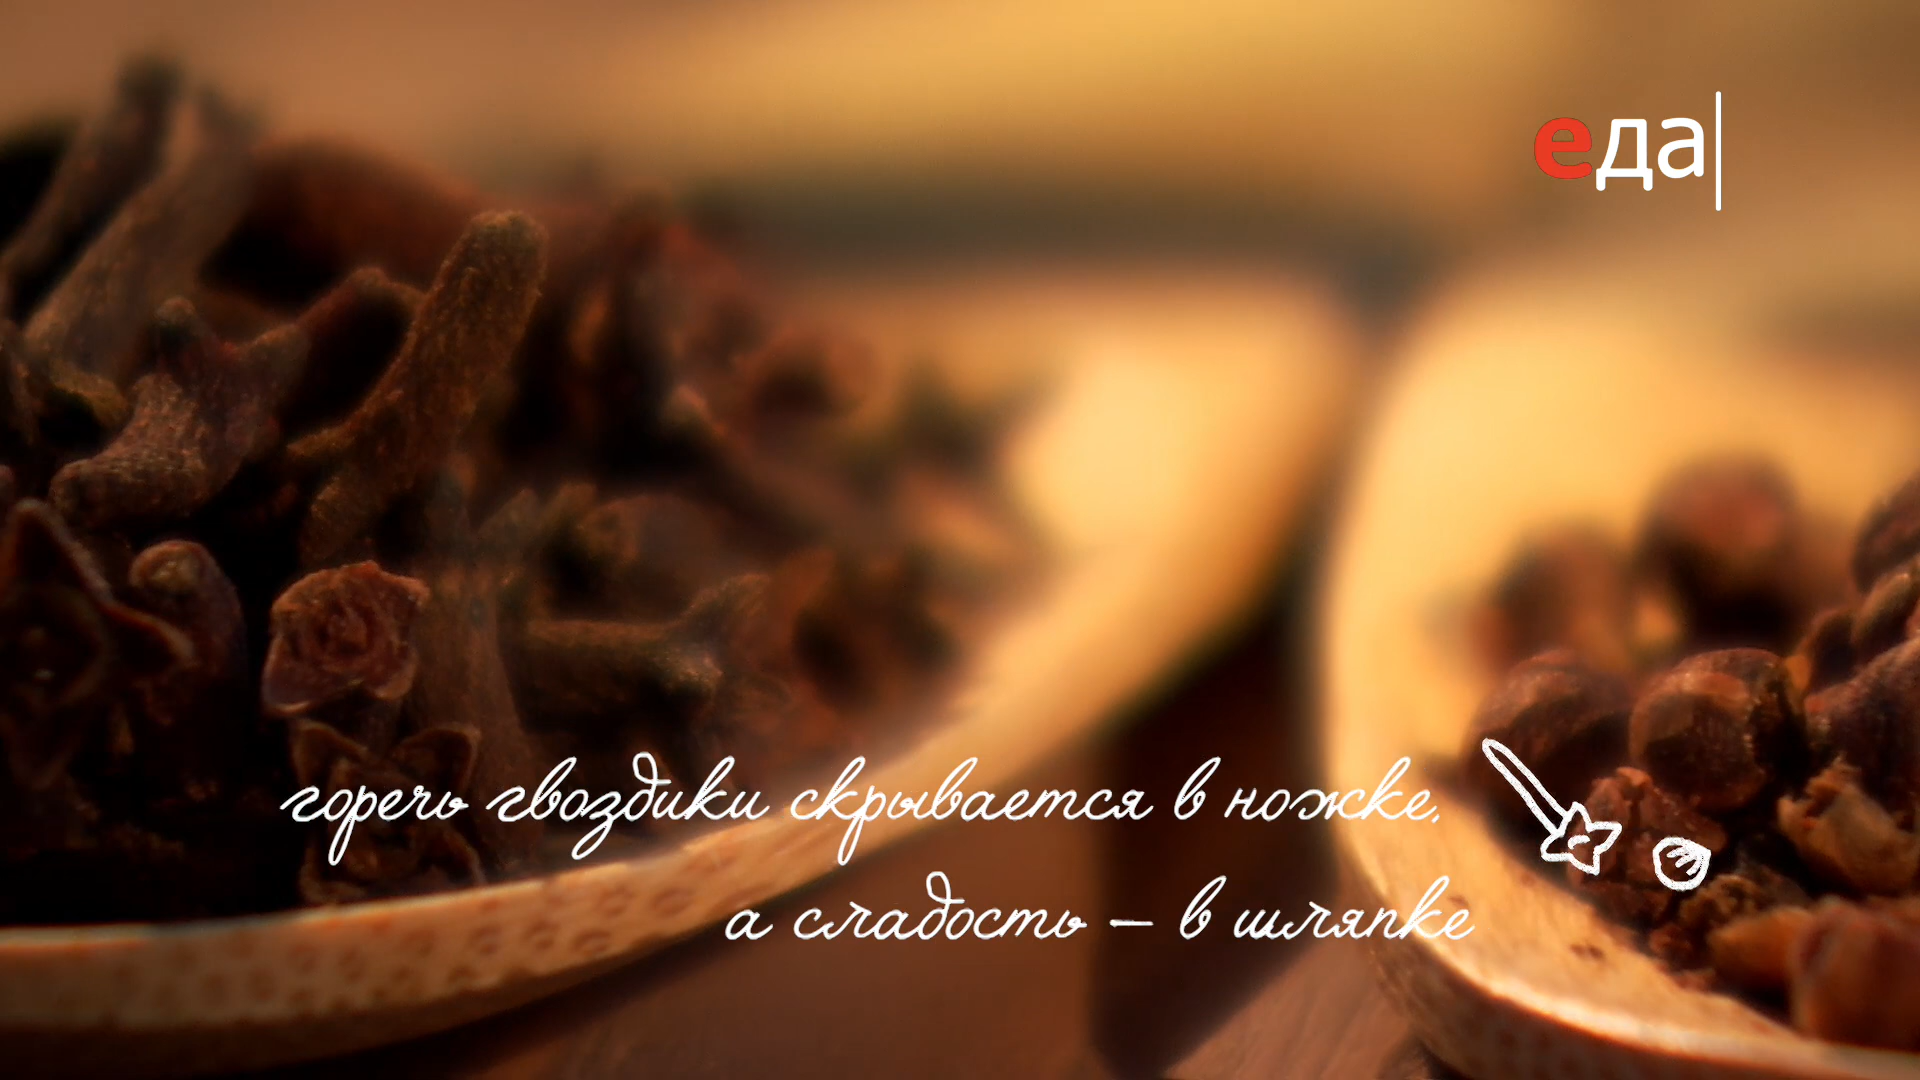 еда
горечь гвоздики скрывается в ножке,
а сладость – в шляпке